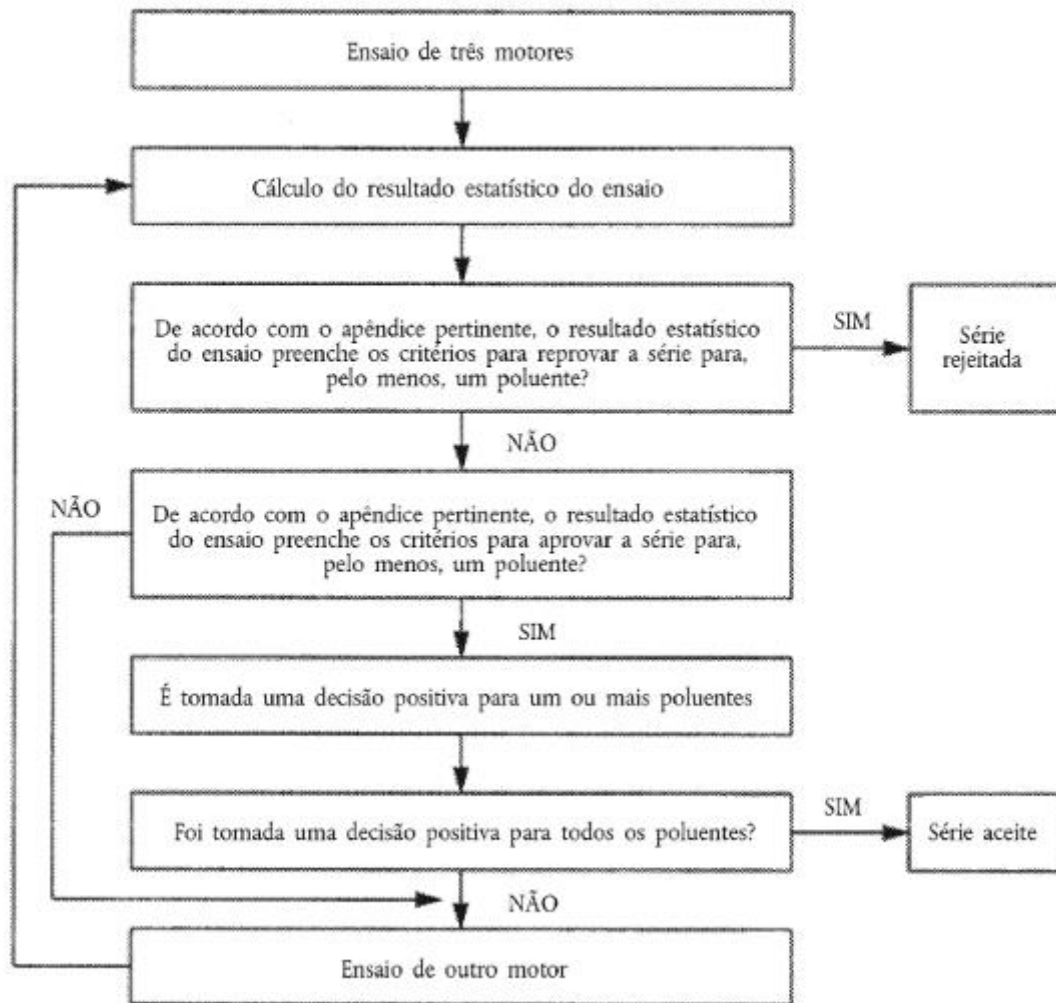 Ensaio de três motores
Cálculo do resultado estatístico do ensaio
De acordo com o apêndice pertinente, o resultado estatístico
do ensaio preenche os critérios para reprovar a série para,
pelo menos, um poluente?
SIM
Série
rejeitada
NÃO
NÃO
De acordo com o apêndice pertinente, o resultado estatístico
do ensaio preenche os critérios para aprovar a série para,
pelo menos, um poluente?
SIM
É tomada uma decisão positiva para um ou mais poluentes
Foi tomada uma decisão positiva para todos os poluentes?
SIM
Série aceite
NÃO
Ensaio de outro motor